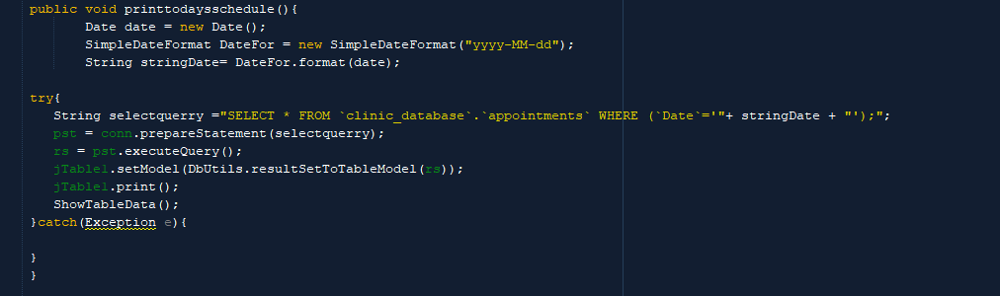 public void printtodaysschedule(){
Date date = new Date();
SimpleDateFormat DateFor = new SimpleDateFormat("yyyy-MM-dd");
String stringDate= DateFor.format(date);
try{
String selectquerry ="SELECT * FROM `clinic_database`.`appointments` WHERE (`Date`='"+ stringDate + "');";
pst = conn.prepareStatement(selectquerry);
rs = pst.executeQuery();
jTable1.setModel(DbUtils.resultSetToTableModel(rs));
jTable1.print();
ShowTableData();
}catch(Exception e){
}
}